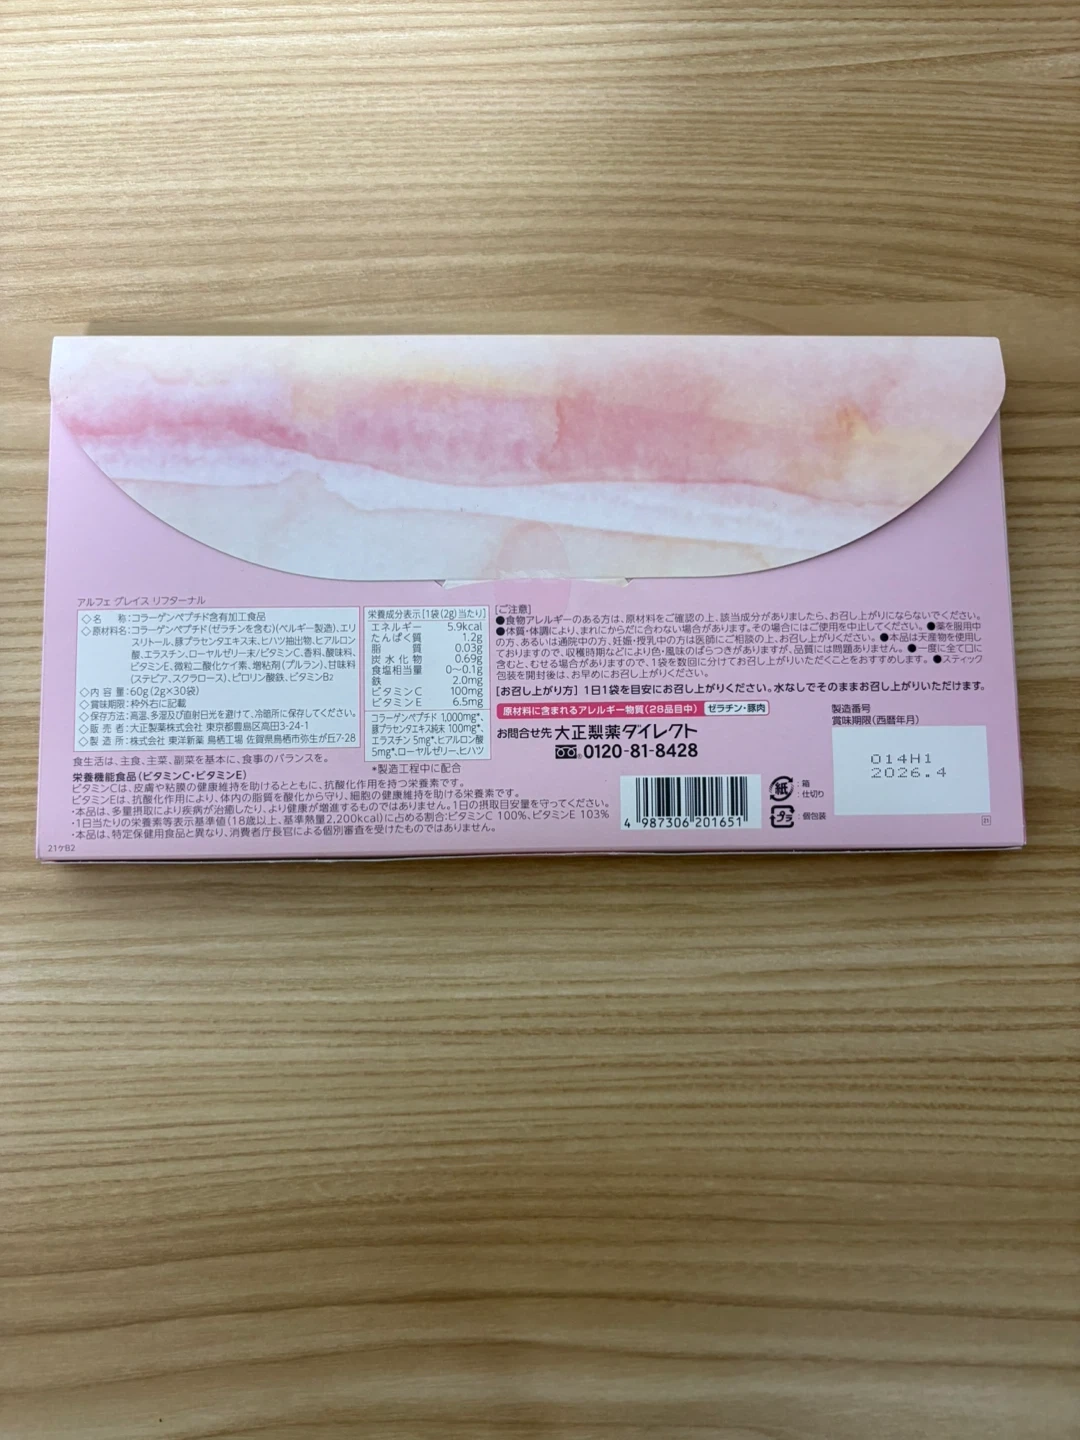 アルフェ グレイス リフターナル
◇名　　称:コラーゲンペプチド含有加工食品
◇原材料名:コラーゲンペプチド(ゼラチンを含む)(ベルギー製造)、エリ
スリトール、豚プラセンタエキス末、ヒハツ抽出物、ヒアルロン
酸、エラスチン、ローヤルゼリー末/ビタミンC、香料、酸味料、
ビタミンE、微粒二酸化ケイ素、増粘剤(プルラン)、甘味料
(ステビア、スクラロース)、ピロリン酸鉄、ビタミンB2
◇内 容 量:60g(2g×30袋)
◇賞味期限:枠外右に記載
◇保存方法:高温、多湿及び直射日光を避けて、冷暗所に保存してください。
◇販 売 者:大正製薬株式会社 東京都豊島区高田3-24-1
◇製 造 所:株式会社 東洋新薬 鳥栖工場 佐賀県鳥栖市弥生が丘7-28
栄養成分表示[1袋(2g)当たり]
エネルギー 5.9kcal
たんぱく質 1.2g
脂質 0.03g
炭水化物 0.69g
食塩相当量 0〜0.1g
鉄 2.0mg
ビタミンC 100mg
ビタミンE 6.5mg
コラーゲンペプチド 1,000mg*、
豚プラセンタエキス純末 100mg*、
エラスチン 5mg*、ヒアルロン酸
5mg*、ローヤルゼリー、ヒハツ
*製造工程中に配合
食生活は、主食、主菜、副菜を基本に、食事のバランスを。
栄養機能食品(ビタミンC・ビタミンE)
ビタミンCは、皮膚や粘膜の健康維持を助けるとともに、抗酸化作用を持つ栄養素です。
ビタミンEは、抗酸化作用により、体内の脂質を酸化から守り、細胞の健康維持を助ける栄養素です。
・本品は、多量摂取により疾病が治癒したり、より健康が増進するものではありません。1日の摂取目安量を守ってください。
・1日当たりの栄養素等表示基準値(18歳以上、基準熱量2,200kcal)に占める割合:ビタミンC 100%、ビタミンE 103%
・本品は、特定保健用食品と異なり、消費者庁長官による個別審査を受けたものではありません。
21ケB2
[ご注意]
●食物アレルギーのある方は、原材料をご確認の上、該当成分がありましたら、お召し上がりにならないでください。
●体質・体調により、まれにからだに合わない場合があります。その場合にはご使用を中止してください。●薬を服用中
の方、あるいは通院中の方、妊娠・授乳中の方は医師にご相談の上、お召し上がりください。●本品は天産物を使用し
ておりますので、収穫時期などにより色・風味のばらつきがありますが、品質には問題ありません。●一度に全て口に
含むと、むせる場合がありますので、1袋を数回に分けてお召し上がりいただくことをおすすめします。●スティック
包装を開封後は、お早めにお召し上がりください。
[お召し上がり方] 1日1袋を目安にお召し上がりください。水なしでそのままお召し上がりいただけます。
原材料に含まれるアレルギー物質(28品目中) ゼラチン・豚肉
お問合せ先 大正製薬ダイレクト
0120-81-8428
4 987306 201651
紙 :箱
:仕切り
プラ :個包装
製造番号
賞味期限(西暦年月)
014H1
2026.4